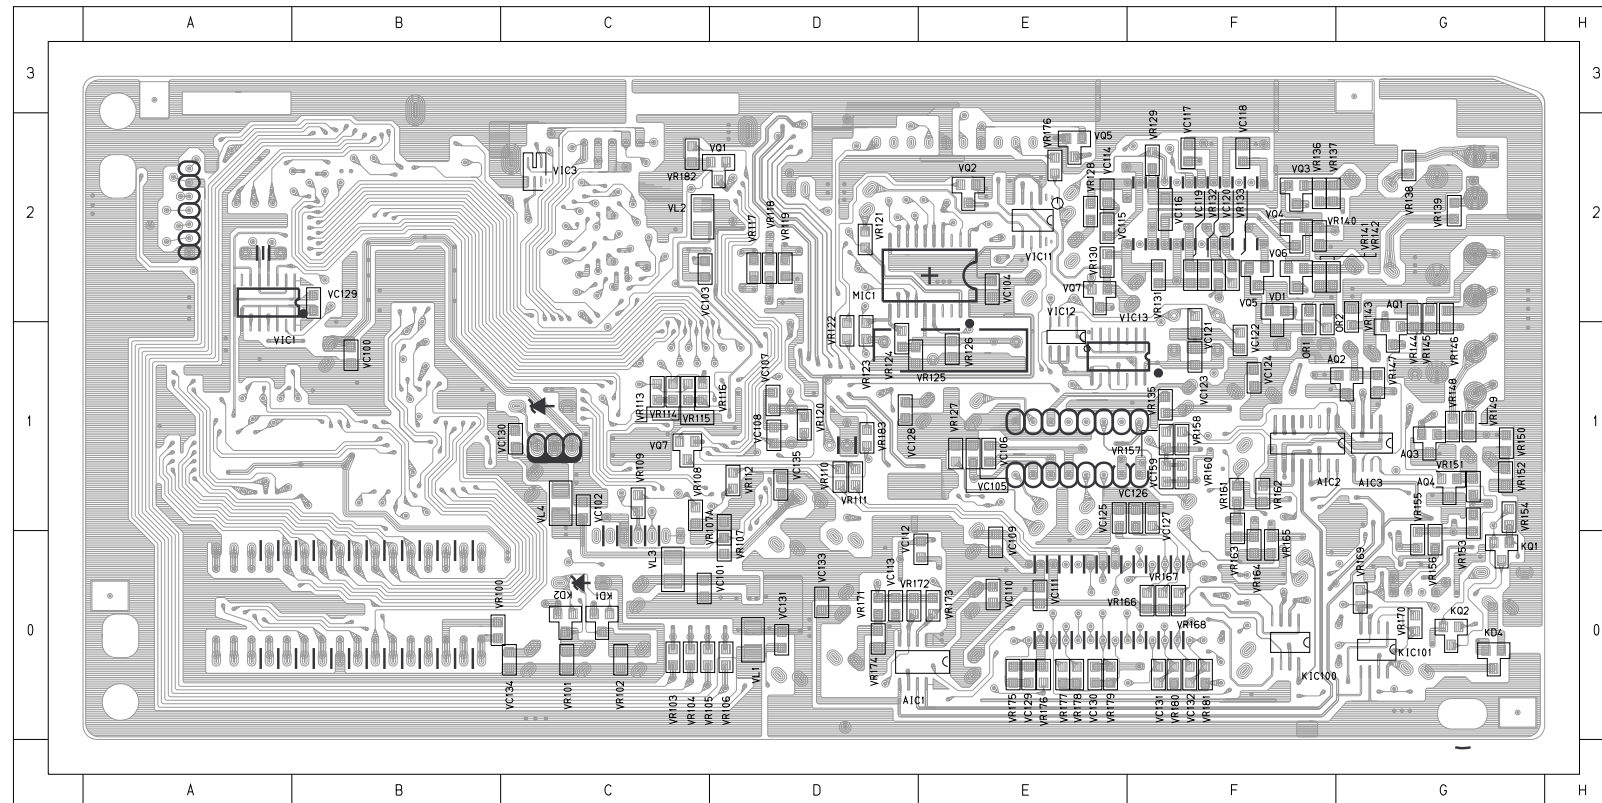 A B C D E F G H
3 3
VR129 VC117 VC118
VR176 VQ5 VR136 VR137
VQ1 VC114
VIC3 VR182 VQ2 VR128 VQ3 VR138
VL2 VC116 VC119 VR132 VC120 VR133
2 VR117 VR118 VR119 VR121 VC115 VQ4 VR140 VR139 2
VR141 VR142
VIC11 VR130 VQ6
VC129 VC103 MIC1 VC104 VQ7 VR131 VQ5 VD1 AQ1
VIC12 VIC13 OR2 VR143
VIC1 VC100 VR122 VC121 VC122 VR144 VR145 VR146
VR123 VR124 VR126 OR1
VC107 VR125 VC123 VC124 AQ2 VR147
VR113 VR116 VR135 VR148 VR149
VR114 VR115 VR120 VR127
1 VC130 VQ7 VC108 VR183 VC128 VC106 VR157 VR158 VR150 1
AQ3
VR109 VR108 VR112 VC135 VR110 VC159 VR160 VR151 VR152
VR111 VC105 VC126 VR161 VR162 AIC2 AIC3 AQ4
VL4 VC102 VR107A VR107 VC125 VC127 VR155 VR154
VC112 VC109 VR165 KQ1
VL3 VC133 VR163 VR164 VR169 VR153
VR155
VR100 KD2 KD1 VC101 VC131 VR171 VC113 VR172 VR173 VC110 VC111 VR167
VR166 VR170 KQ2
0 VR168 KD4 0
VC134 VR101 VR102 VL1 VR174 KIC100 KIC101
VR103 VR104 VR105 VR106 AIC1 VR175 VC129 VR176 VR177 VR178 VC130 VR179 VC131 VR180 VC132 VR181
A B C D E F G H